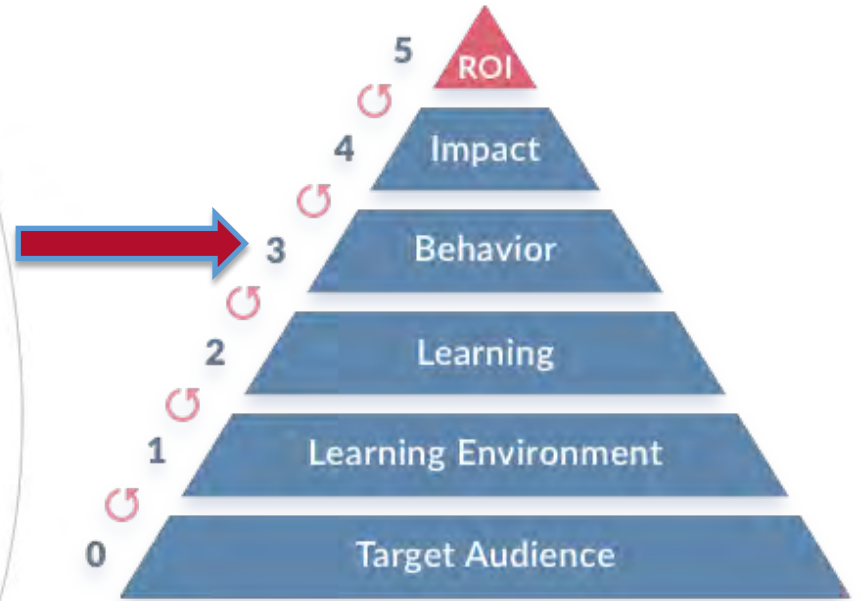 5 ROI
4 Impact
3 Behavior
2 Learning
1 Learning Environment
0 Target Audience